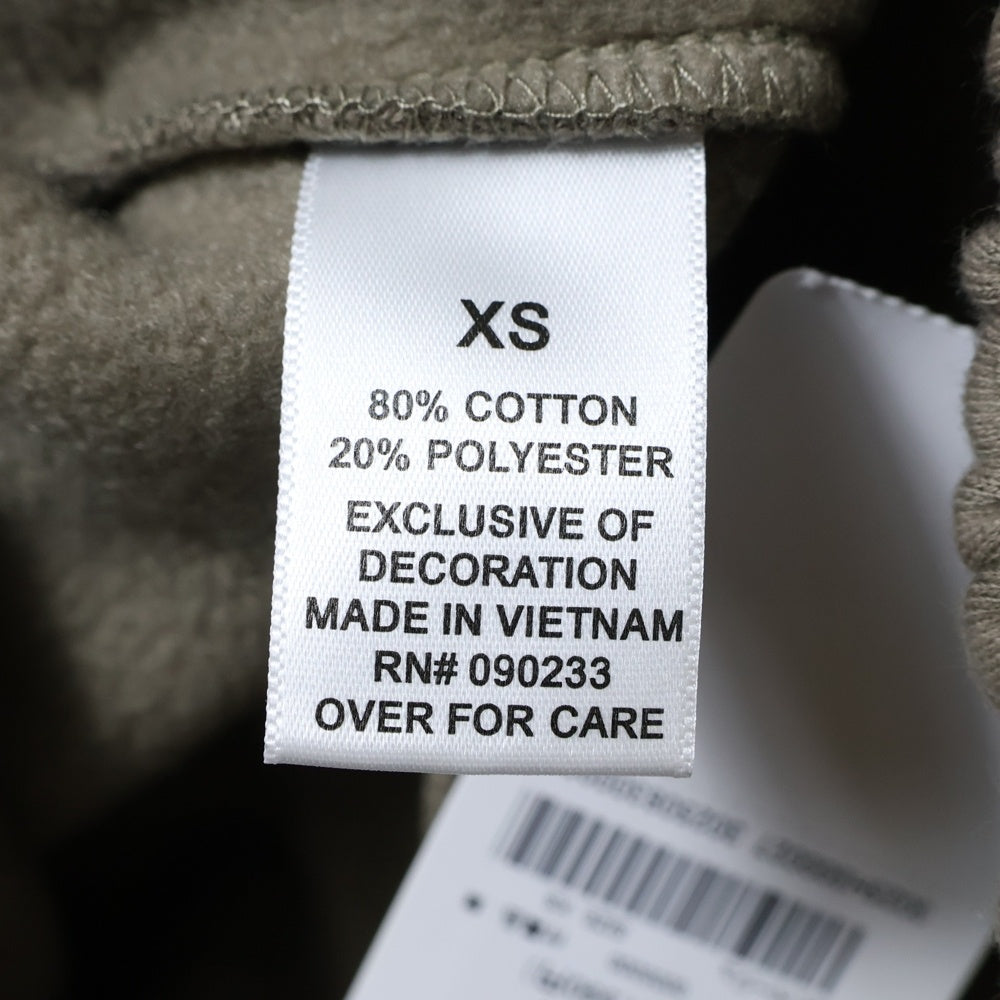 XS
80% COTTON
20% POLYESTER
EXCLUSIVE OF
DECORATION
MADE IN VIETNAM
RN# 090233
OVER FOR CARE